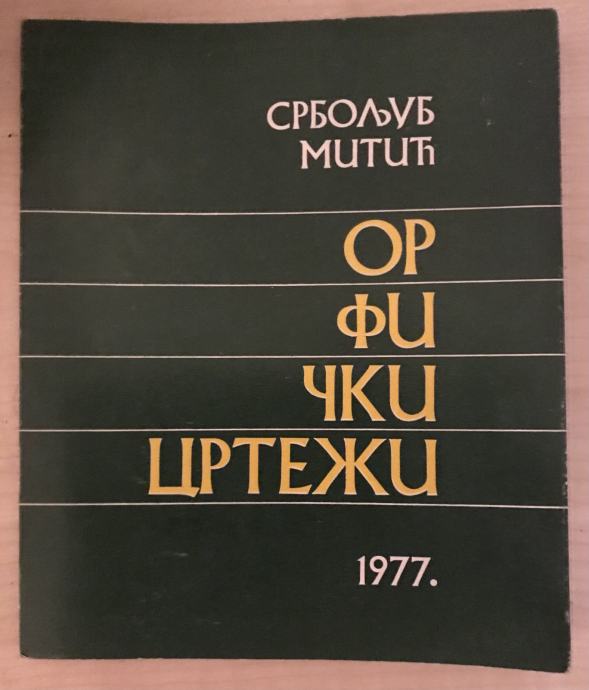 СРБОЉУБ
МИТИЋ
ОР
ФИ
ЧКИ
ЦРТЕЖИ
1977.